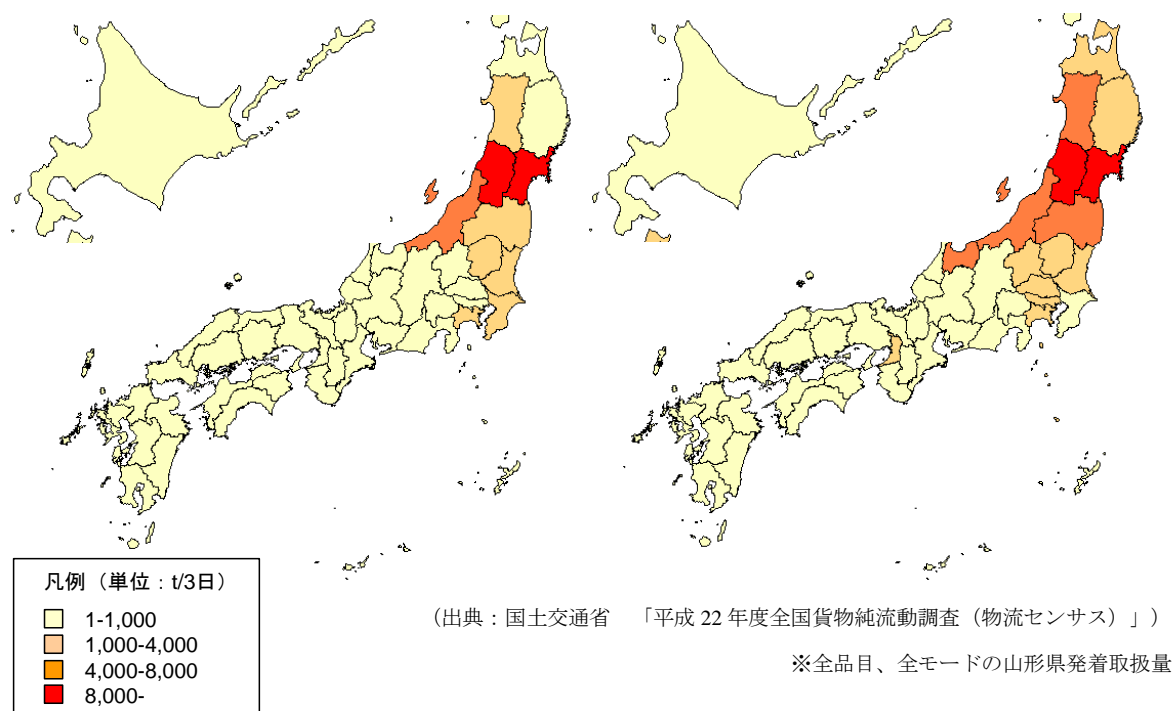 凡例（単位：t/3日）
1-1,000
1,000-4,000
4,000-8,000
8,000-
（出典：国土交通省　「平成 22 年度全国貨物純流動調査（物流センサス）」）
※全品目、全モードの山形県発着取扱量